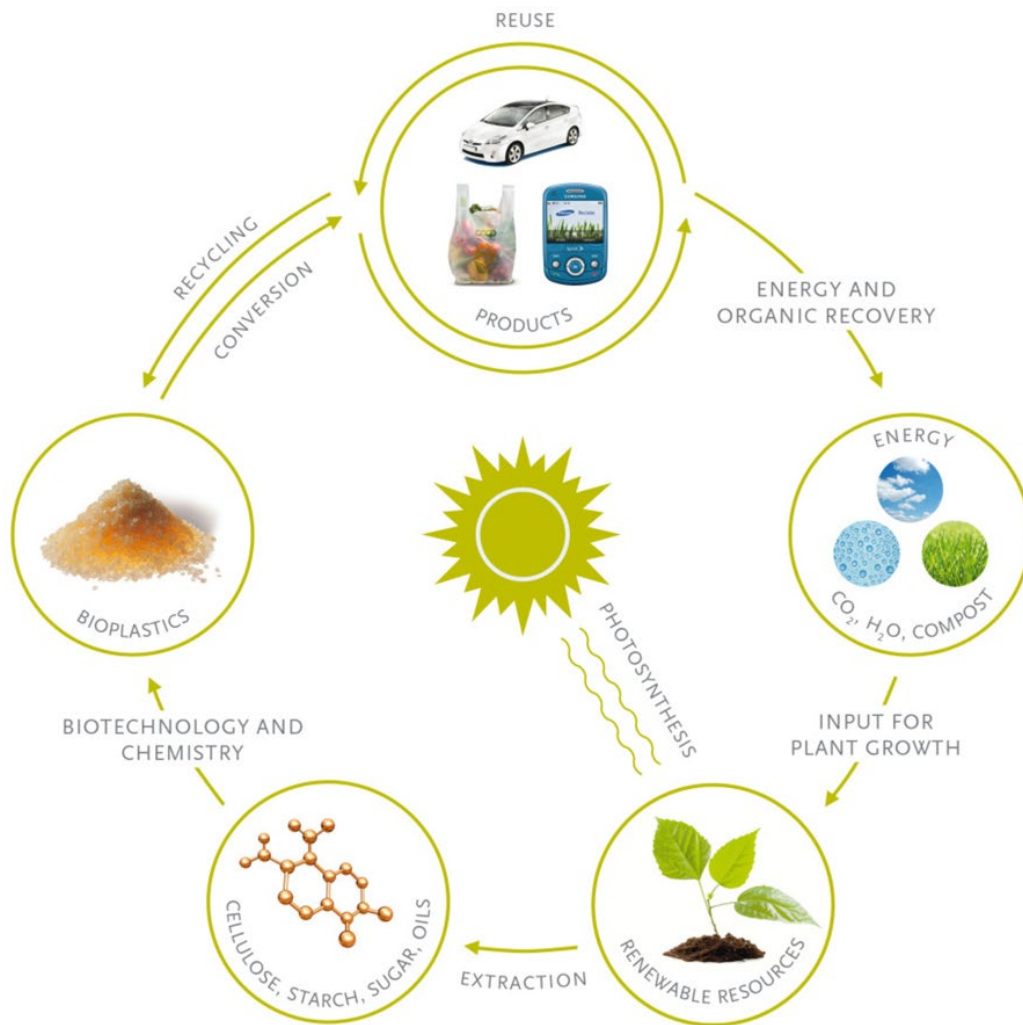 REUSE
SAMSUNG
PRODUCTS
RECYCLING
CONVERSION
ENERGY AND
ORGANIC RECOVERY
ENERGY
CO₂, H₂O, COMPOST
INPUT FOR
PLANT GROWTH
PHOTOSYNTHESIS
RENEWABLE RESOURCES
EXTRACTION
CELLULOSE, STARCH, SUGAR, OILS
BIOTECHNOLOGY AND
CHEMISTRY
BIOPLASTICS